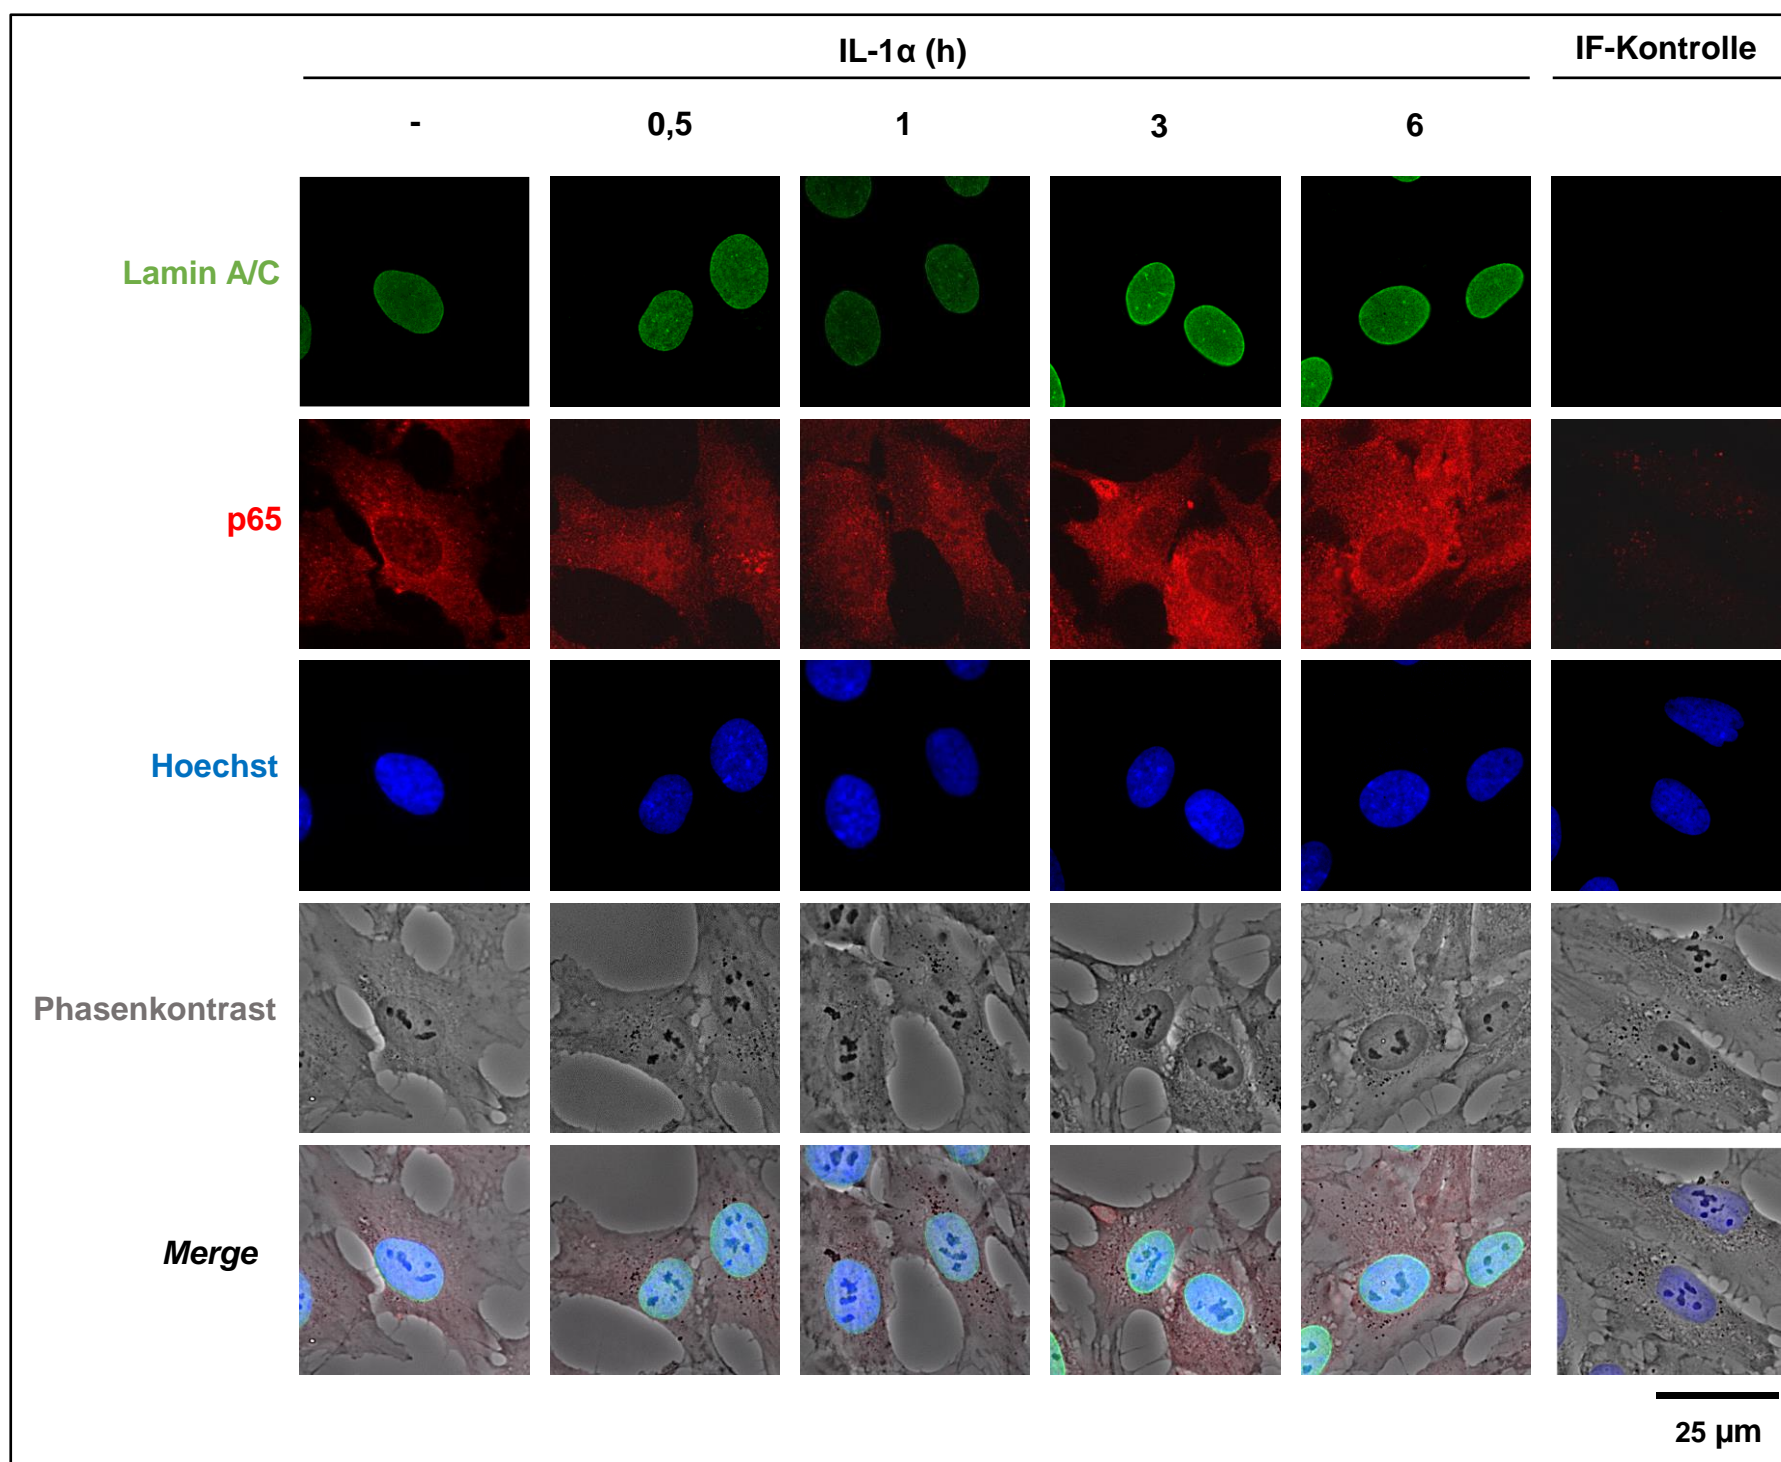 IL-1α (h)
IF-Kontrolle
- 0,5 1 3 6
Lamin A/C
p65
Hoechst
Phasenkontrast
Merge
25 µm